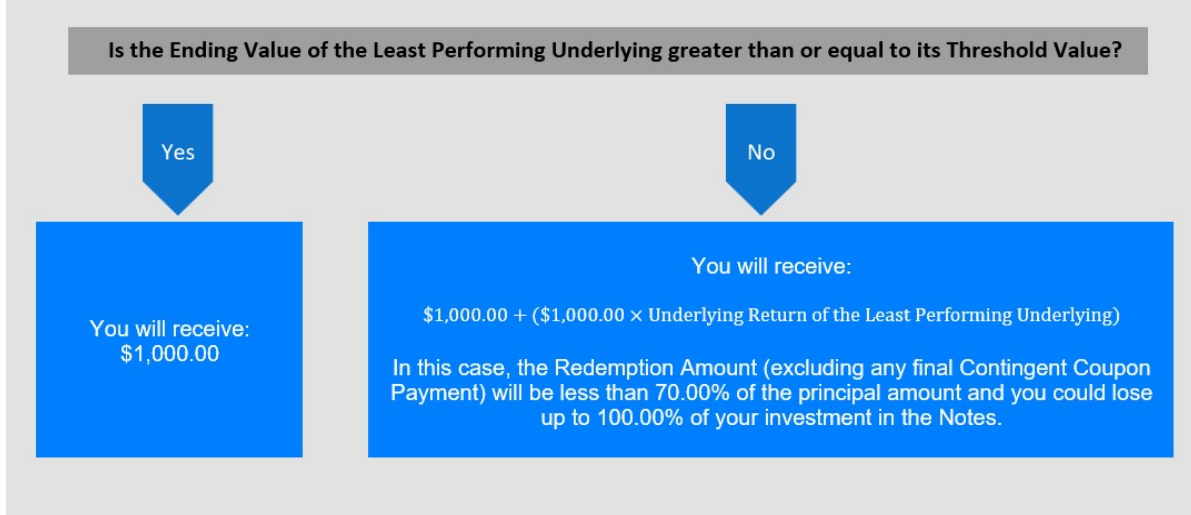 Is the Ending Value of the Least Performing Underlying greater than or equal to its Threshold Value?
Yes
No
You will receive:
$1,000.00
You will receive:
$1,000.00 + ($1,000.00 × Underlying Return of the Least Performing Underlying)
In this case, the Redemption Amount (excluding any final Contingent Coupon
Payment) will be less than 70.00% of the principal amount and you could lose
up to 100.00% of your investment in the Notes.